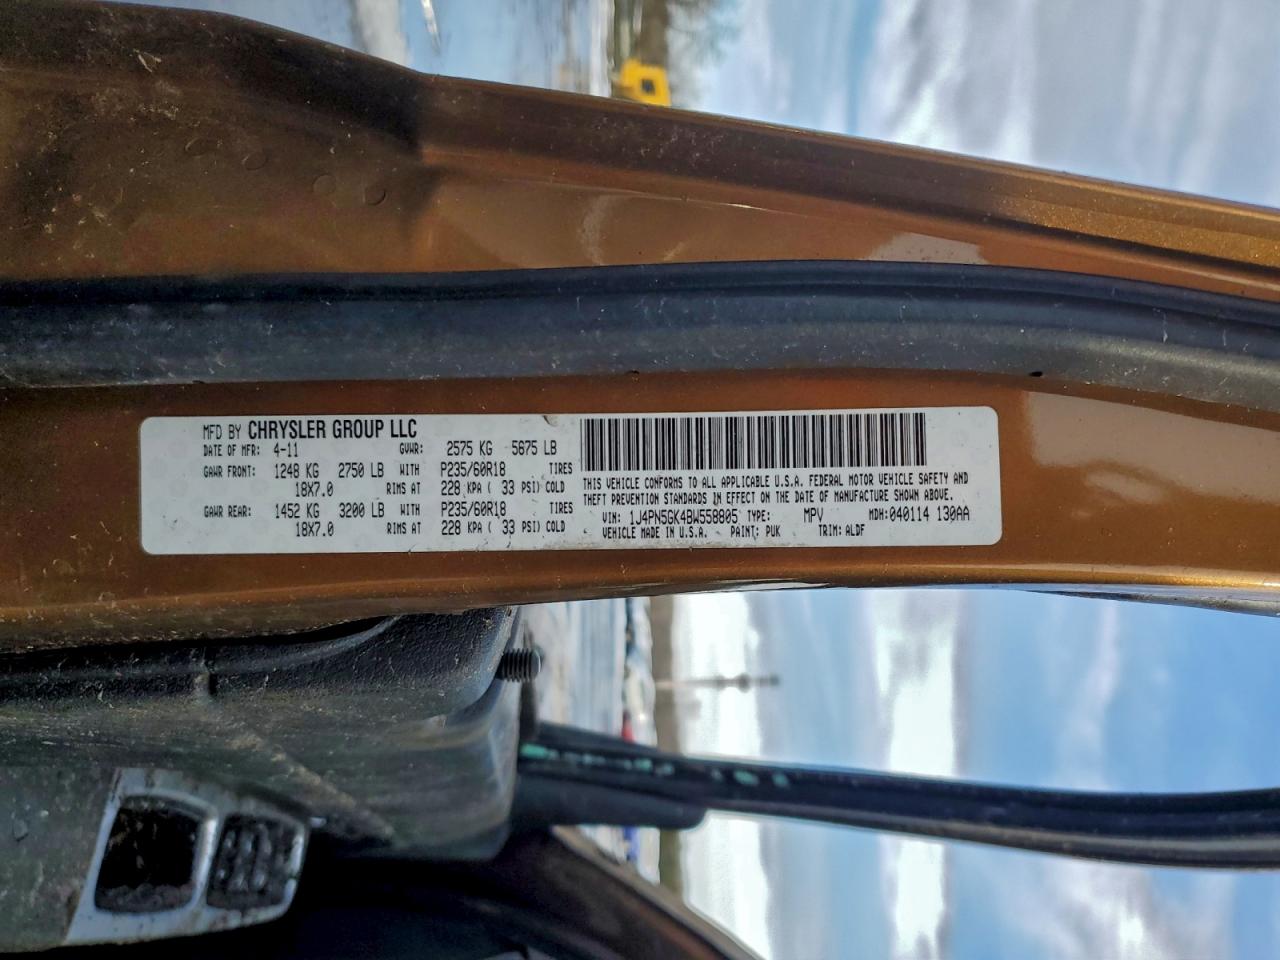 MFD BY CHRYSLER GROUP LLC
DATE OF MFR: 4-11 GVWR: 2575 KG 5675 LB
GAWR FRONT: 1248 KG 2750 LB WITH P235/60R18 TIRES
18X7.0 RIMS AT 228 KPA ( 33 PSI) COLD
GAWR REAR: 1452 KG 3200 LB WITH P235/60R18 TIRES
18X7.0 RIMS AT 228 KPA ( 33 PSI) COLD
THIS VEHICLE CONFORMS TO ALL APPLICABLE U.S.A. FEDERAL MOTOR VEHICLE SAFETY AND
THEFT PREVENTION STANDARDS IN EFFECT ON THE DATE OF MANUFACTURE SHOWN ABOVE.
VIN: 1J4PN5GK4BW558805 TYPE: MPV MDH: 040114 130AA
VEHICLE MADE IN U.S.A. PAINT: PUK TRIM: ALDF